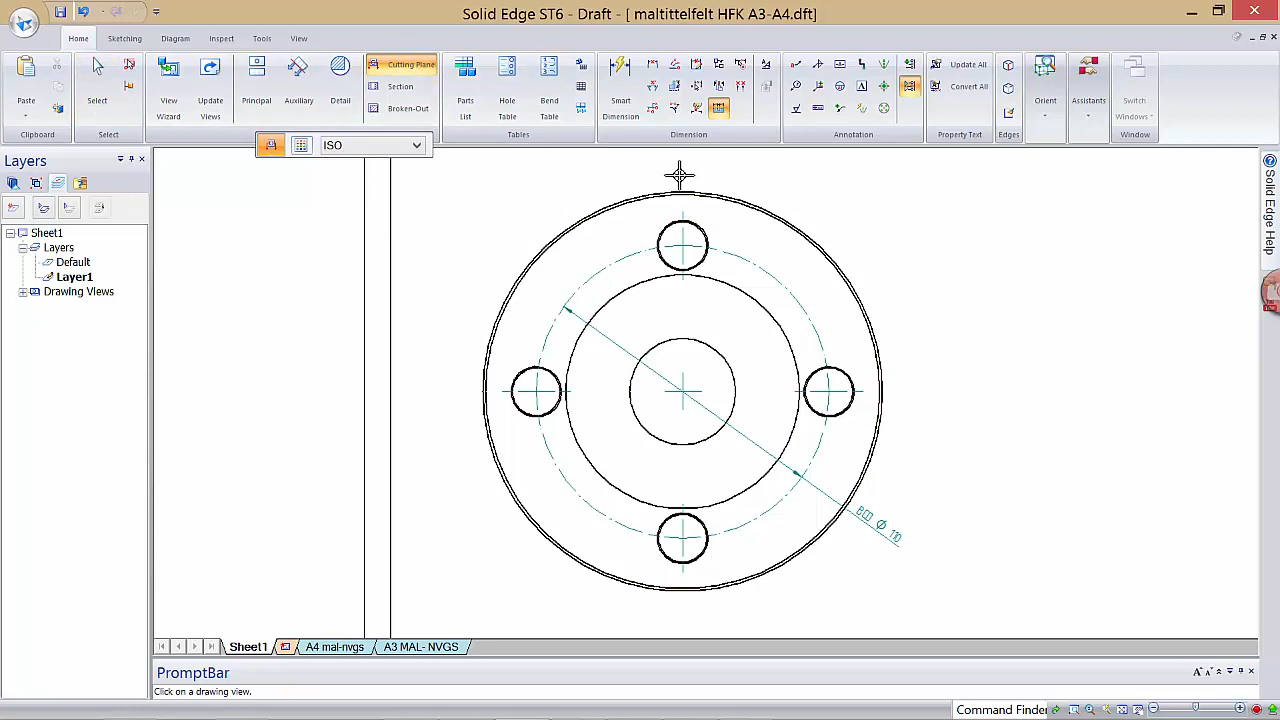 Solid Edge ST6 - Draft - [ maltittelfelt HFK A3-A4.dft]
Home Sketching Diagram Inspect Tools View
Cutting Plane
Section
Broken-Out
Update All
Convert All
Paste Select View Wizard Update Views Principal Auxiliary Detail Parts List Hole Table Bend Table Smart Dimension Orient Assistants Switch Windows
Clipboard Select Drawing Views Tables Dimension Annotation Property Text Edges Window
ISO
Layers
Sheet1
Layers
Default
Layer1
Drawing Views
Solid Edge Help
BCD Ø 110
Sheet1 A4 mal-nvgs A3 MAL- NVGS
PromptBar
Click on a drawing view.
Command Finder